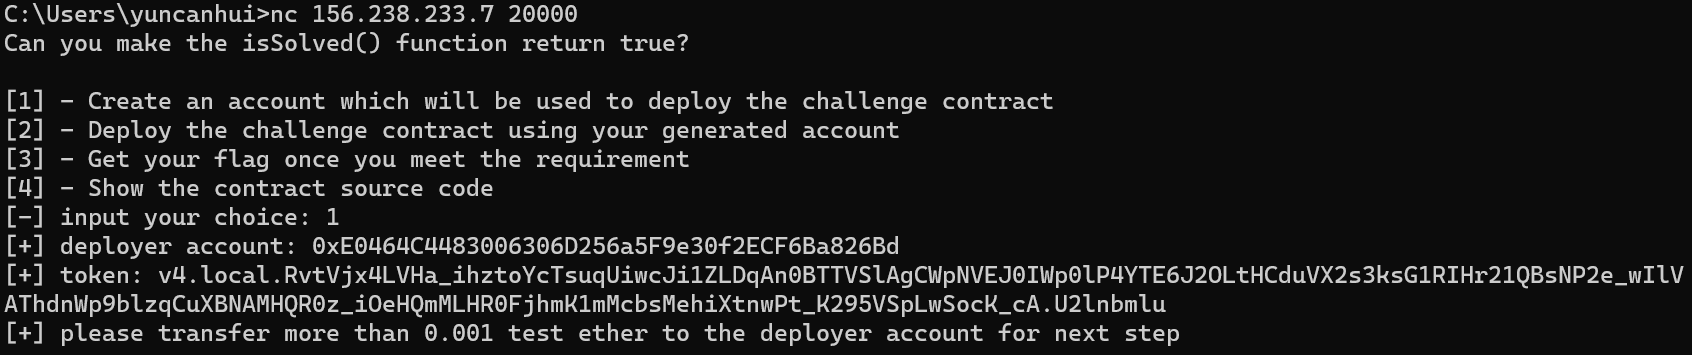 C:\Users\yuncanhui>nc 156.238.233.7 20000
Can you make the isSolved() function return true?
[1] - Create an account which will be used to deploy the challenge contract
[2] - Deploy the challenge contract using your generated account
[3] - Get your flag once you meet the requirement
[4] - Show the contract source code
[-] input your choice: 1
[+] deployer account: 0xE0464C4483006306D256a5F9e30f2ECF6Ba826Bd
[+] token: v4.local.RvtVjx4LVHa_ihztoYcTsuqUiwcJi1ZLDqAn0BTTVSlAgCWpNVEJ0IWp0lP4YTE6J2OLtHCduVX2s3ksG1RIHr21QBsNP2e_wIlV
AThdnWp9blzqCuXBNAMHQR0z_iOeHQmMLHR0FjhmK1mMcbsMehiXtnwPt_K295VSpLwSocK_cA.U2lnbmlu
[+] please transfer more than 0.001 test ether to the deployer account for next step